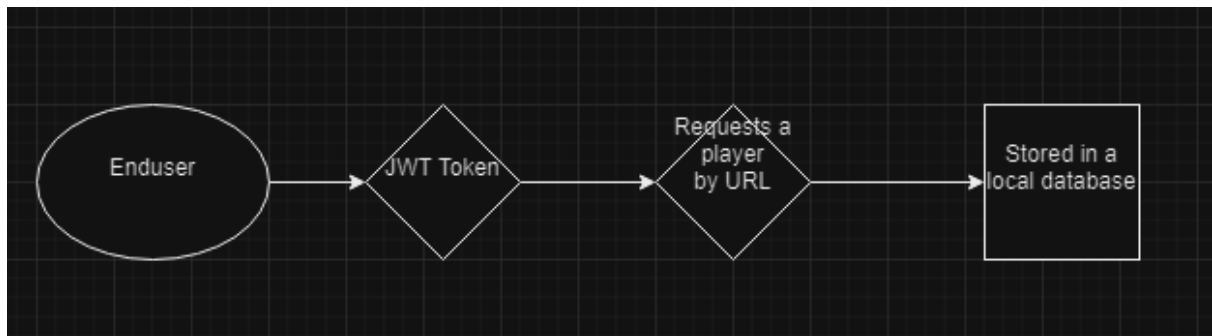 Enduser
JWT Token
Requests a
player
by URL
Stored in a
local database